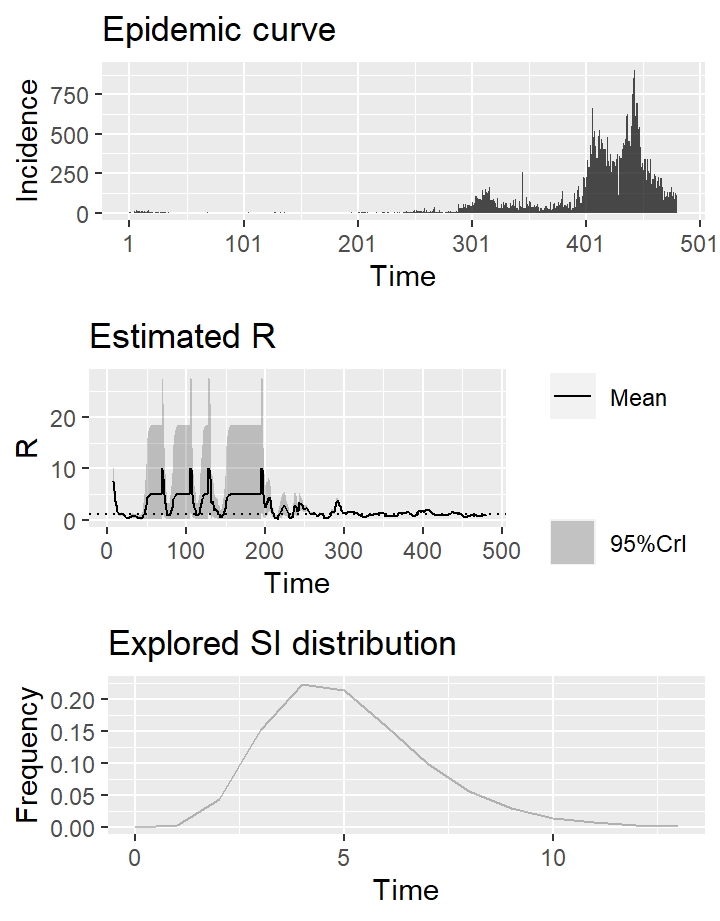 Epidemic curve
Incidence
750
500
250
0
1 101 201 301 401 501
Time
Estimated R
R
20
10
0
0 100 200 300 400 500
Time
Mean
95%CrI
Explored SI distribution
Frequency
0.20
0.15
0.10
0.05
0.00
0 5 10
Time